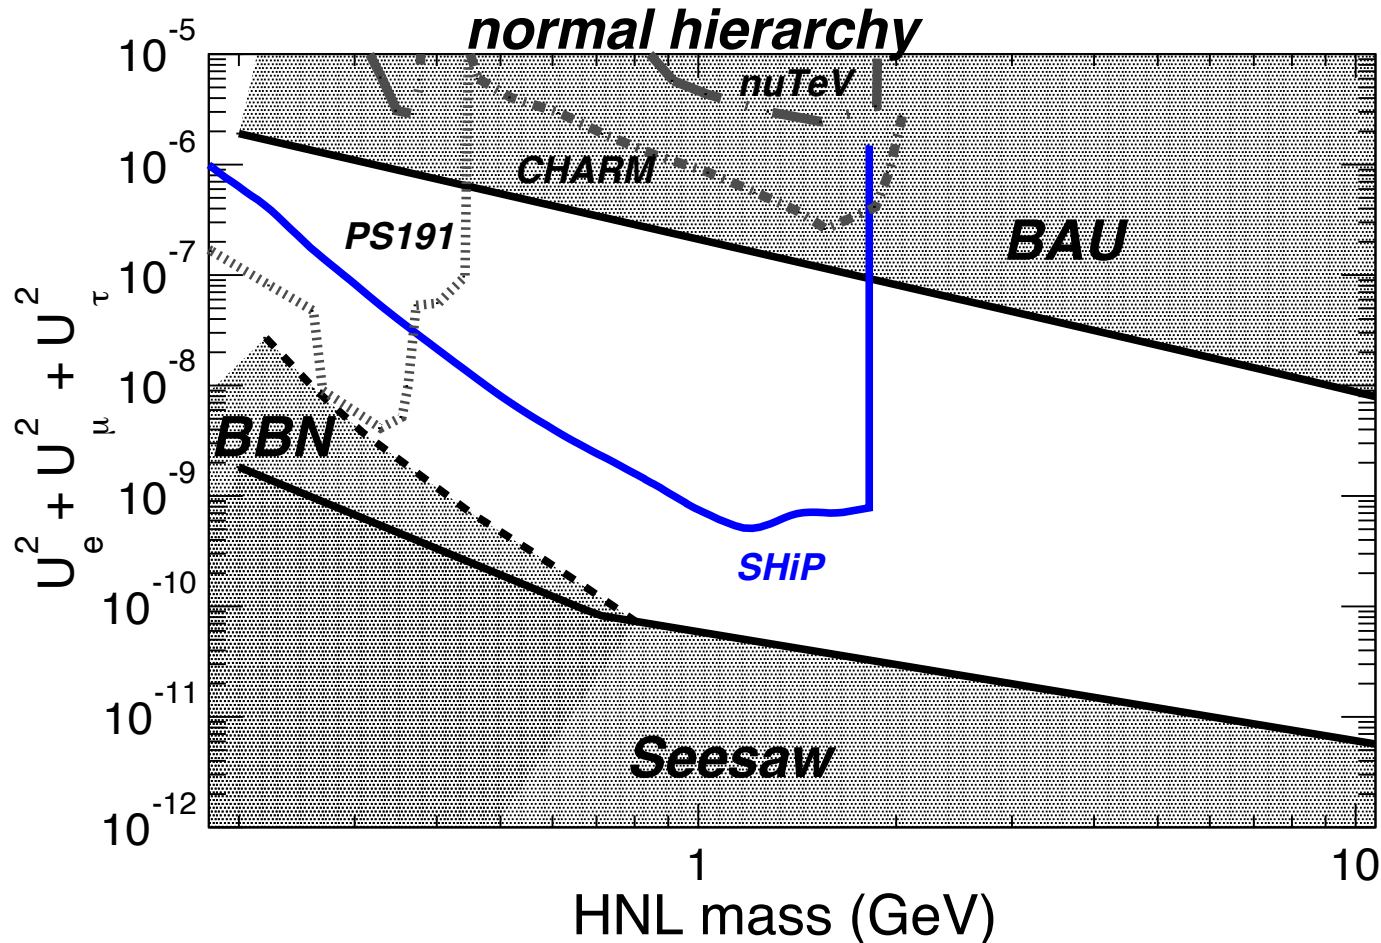 normal hierarchy
10^-5
10^-6
10^-7
10^-8
10^-9
10^-10
10^-11
10^-12
U_e^2 + U_μ^2 + U_τ^2
nuTeV
CHARM
PS191
BAU
BBN
SHiP
Seesaw
1
10
HNL mass (GeV)